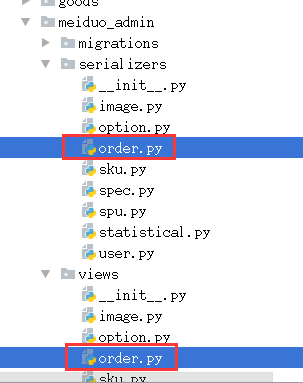 goods
meiduo_admin
migrations
serializers
__init__.py
image.py
option.py
order.py
sku.py
spec.py
spu.py
statistical.py
user.py
views
__init__.py
image.py
option.py
order.py
sku.py